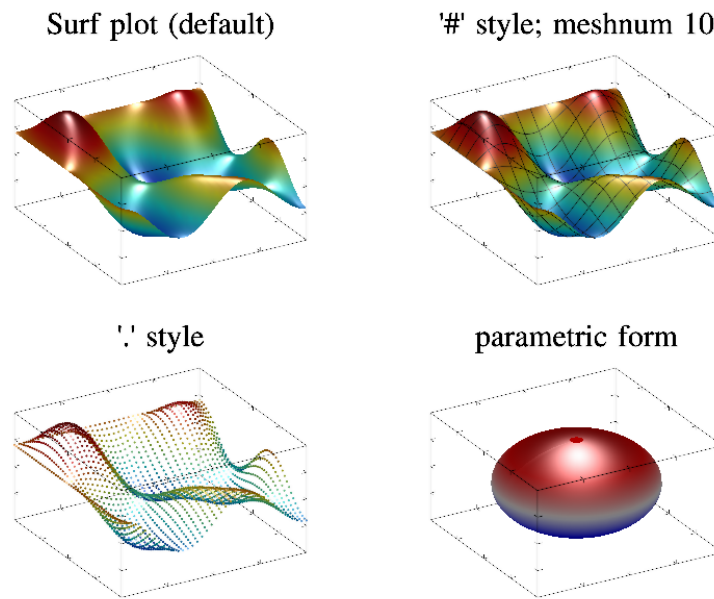 Surf plot (default)
'#' style; meshnum 10
'.' style
parametric form